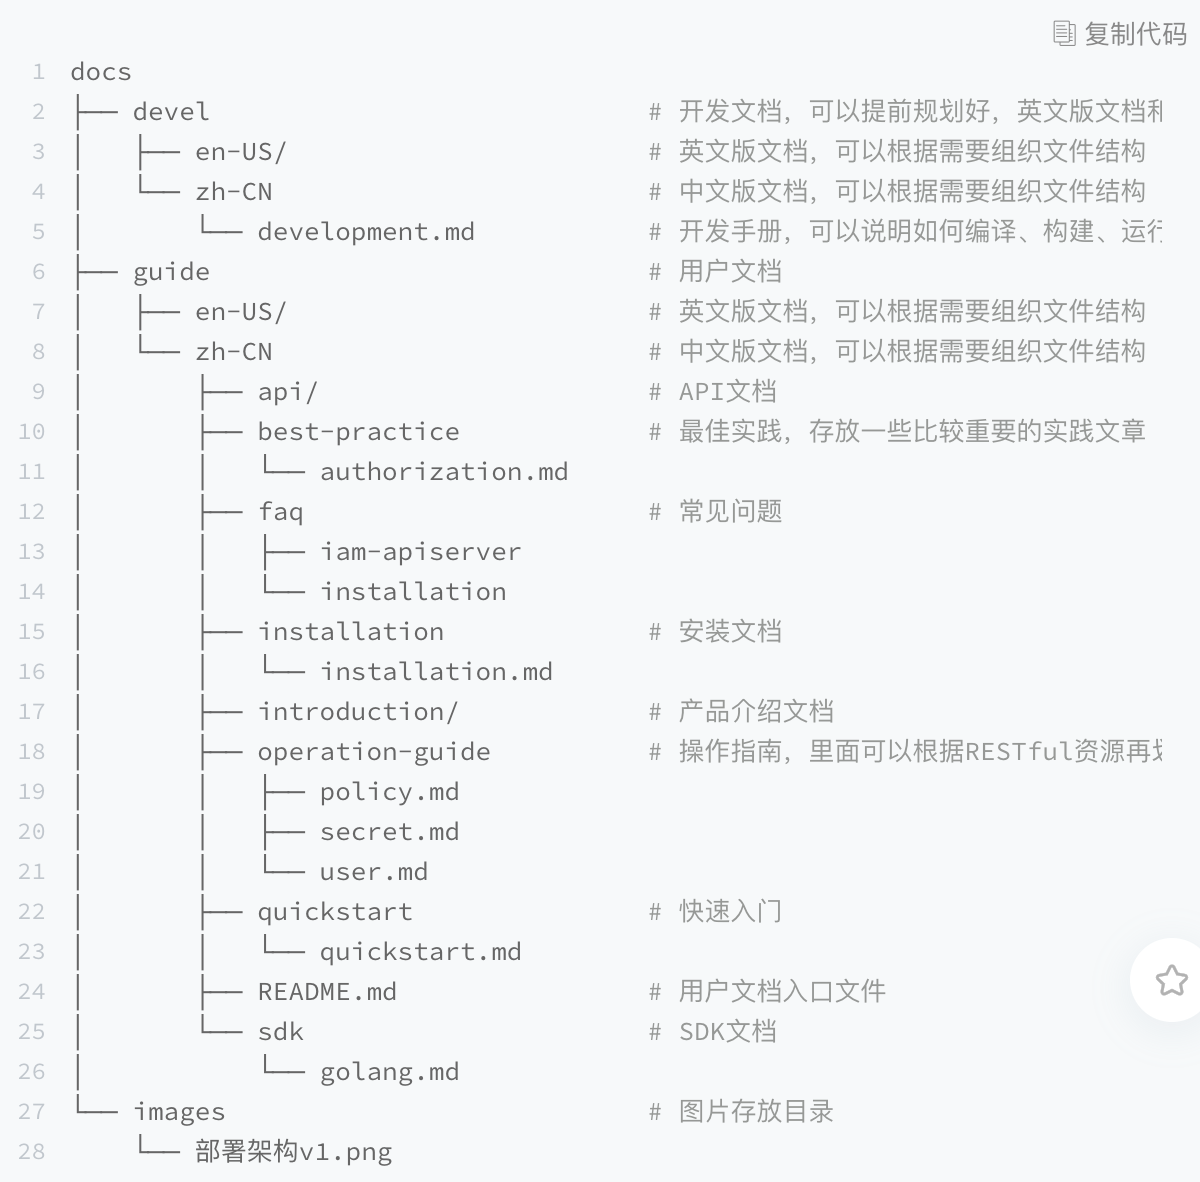 复制代码
1 docs
2 ├── devel # 开发文档，可以提前规划好，英文版文档和
3 │   ├── en-US/ # 英文版文档，可以根据需要组织文件结构
4 │   └── zh-CN # 中文版文档，可以根据需要组织文件结构
5 │       └── development.md # 开发手册，可以说明如何编译、构建、运行
6 ├── guide # 用户文档
7 │   ├── en-US/ # 英文版文档，可以根据需要组织文件结构
8 │   └── zh-CN # 中文版文档，可以根据需要组织文件结构
9 │       ├── api/ # API文档
10 │       ├── best-practice # 最佳实践，存放一些比较重要的实践文章
11 │       │   └── authorization.md
12 │       ├── faq # 常见问题
13 │       │   ├── iam-apiserver
14 │       │   └── installation
15 │       ├── installation # 安装文档
16 │       │   └── installation.md
17 │       ├── introduction/ # 产品介绍文档
18 │       ├── operation-guide # 操作指南，里面可以根据RESTful资源再划
19 │       │   ├── policy.md
20 │       │   ├── secret.md
21 │       │   └── user.md
22 │       ├── quickstart # 快速入门
23 │       │   └── quickstart.md
24 │       ├── README.md # 用户文档入口文件
25 │       └── sdk # SDK文档
26 │           └── golang.md
27 └── images # 图片存放目录
28     └── 部署架构v1.png